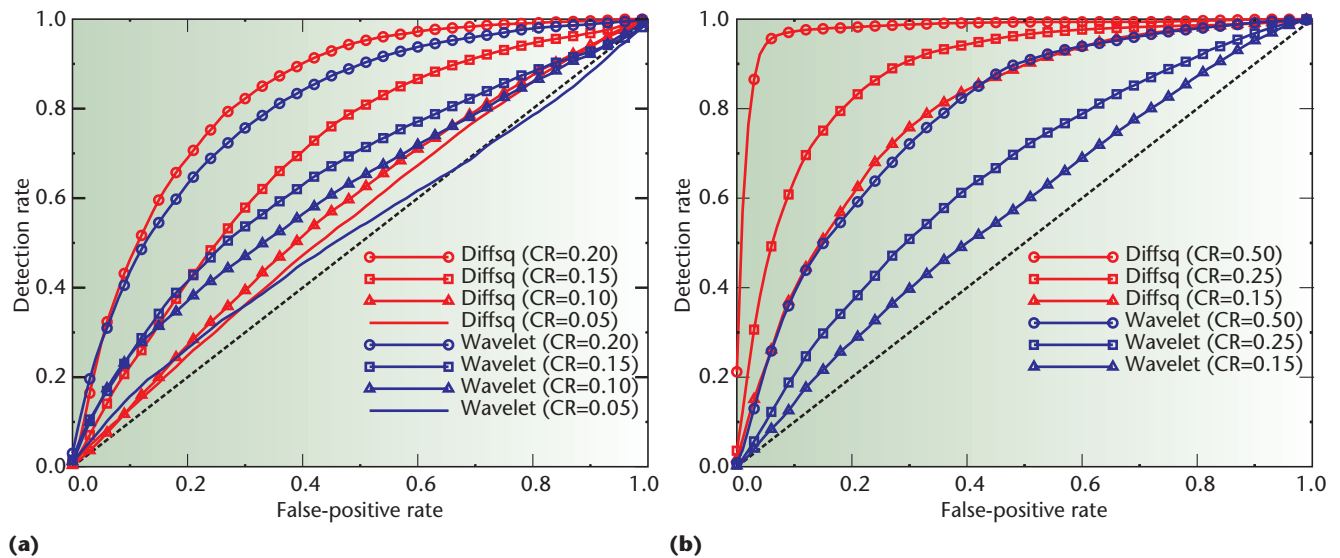 1.0
0.8
0.6
0.4
0.2
0.0
Detection rate
0.0 0.2 0.4 0.6 0.8 1.0
False-positive rate
Diffsq (CR=0.20)
Diffsq (CR=0.15)
Diffsq (CR=0.10)
Diffsq (CR=0.05)
Wavelet (CR=0.20)
Wavelet (CR=0.15)
Wavelet (CR=0.10)
Wavelet (CR=0.05)
(a)
1.0
0.8
0.6
0.4
0.2
0.0
Detection rate
0.0 0.2 0.4 0.6 0.8 1.0
False-positive rate
Diffsq (CR=0.50)
Diffsq (CR=0.25)
Diffsq (CR=0.15)
Wavelet (CR=0.50)
Wavelet (CR=0.25)
Wavelet (CR=0.15)
(b)